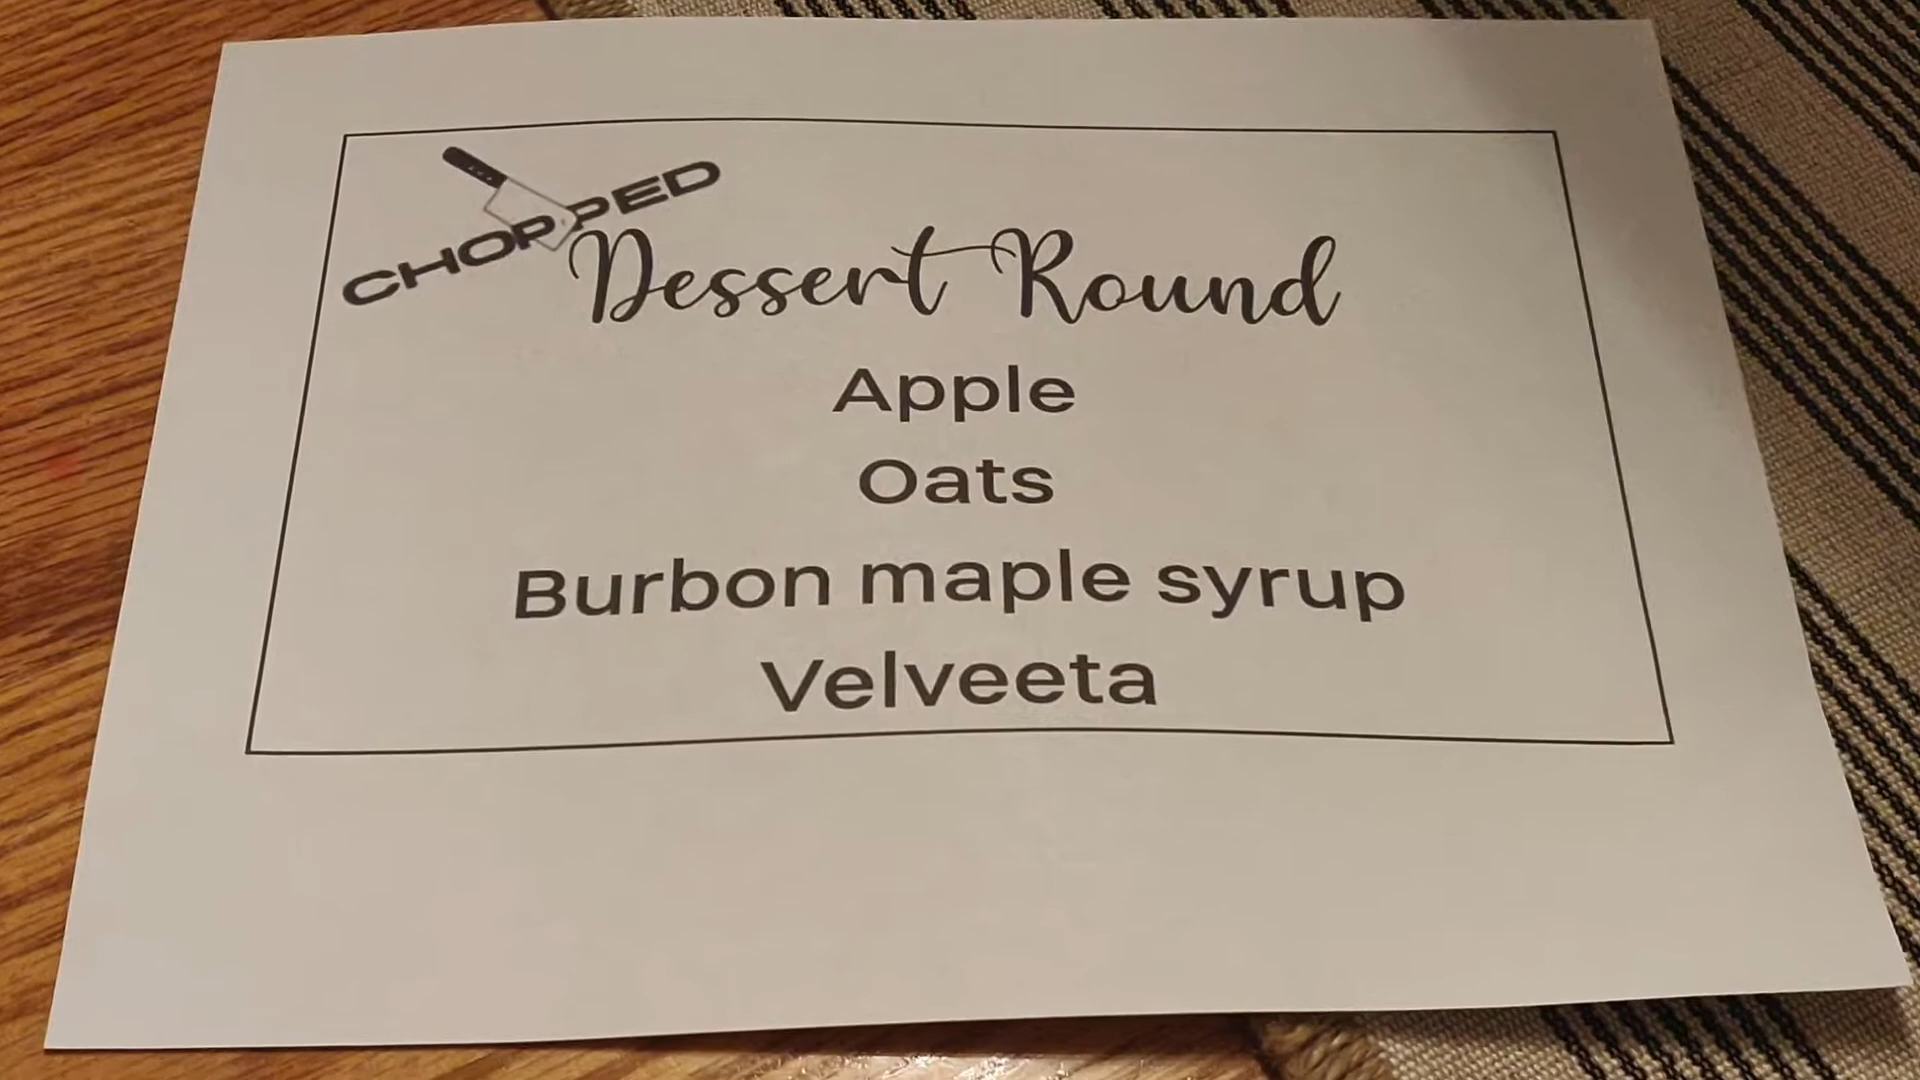 CHOPPED
Dessert Round
Apple
Oats
Burbon maple syrup
Velveeta